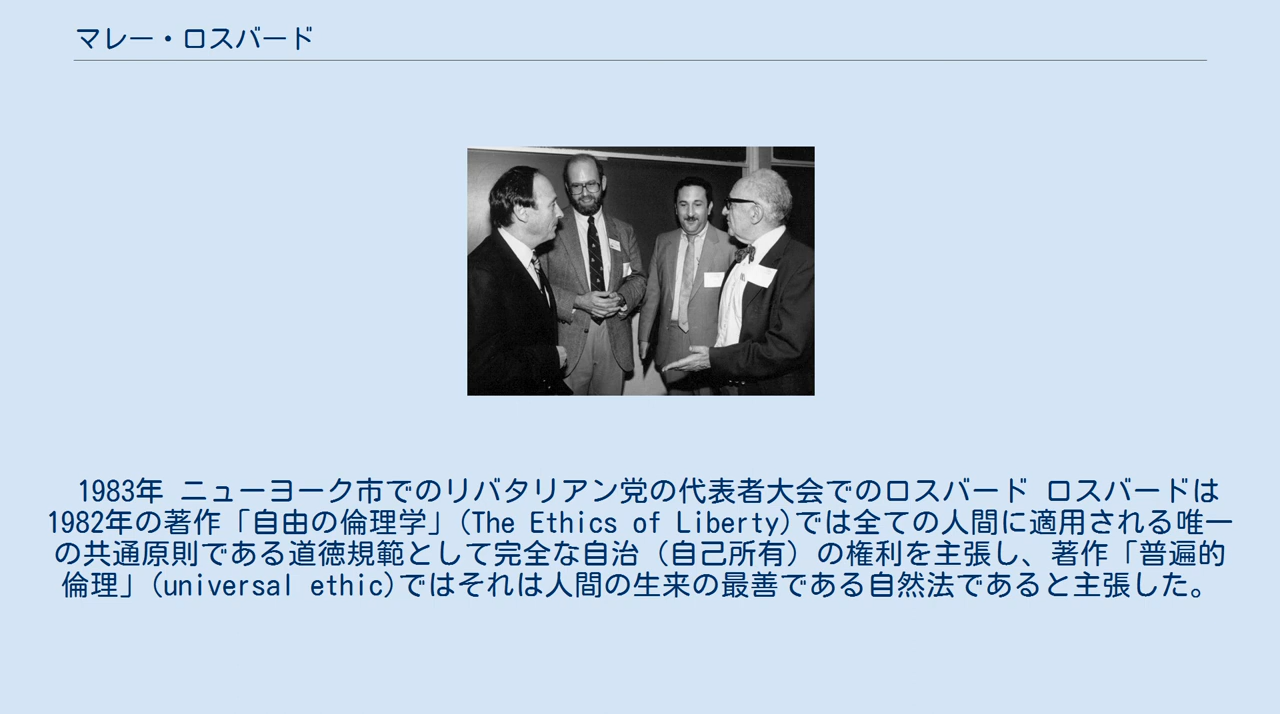 マレー・ロスバード
1983年 ニューヨーク市でのリバタリアン党の代表者大会でのロスバード ロスバードは
1982年の著作「自由の倫理学」(The Ethics of Liberty)では全ての人間に適用される唯一
の共通原則である道徳規範として完全な自治（自己所有）の権利を主張し、著作「普遍的
倫理」(universal ethic)ではそれは人間の生来の最善である自然法であると主張した。